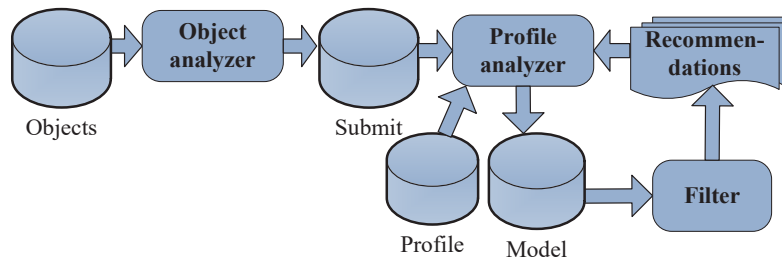 Object
analyzer
Profile
analyzer
Recommen-
dations
Objects
Submit
Profile
Model
Filter